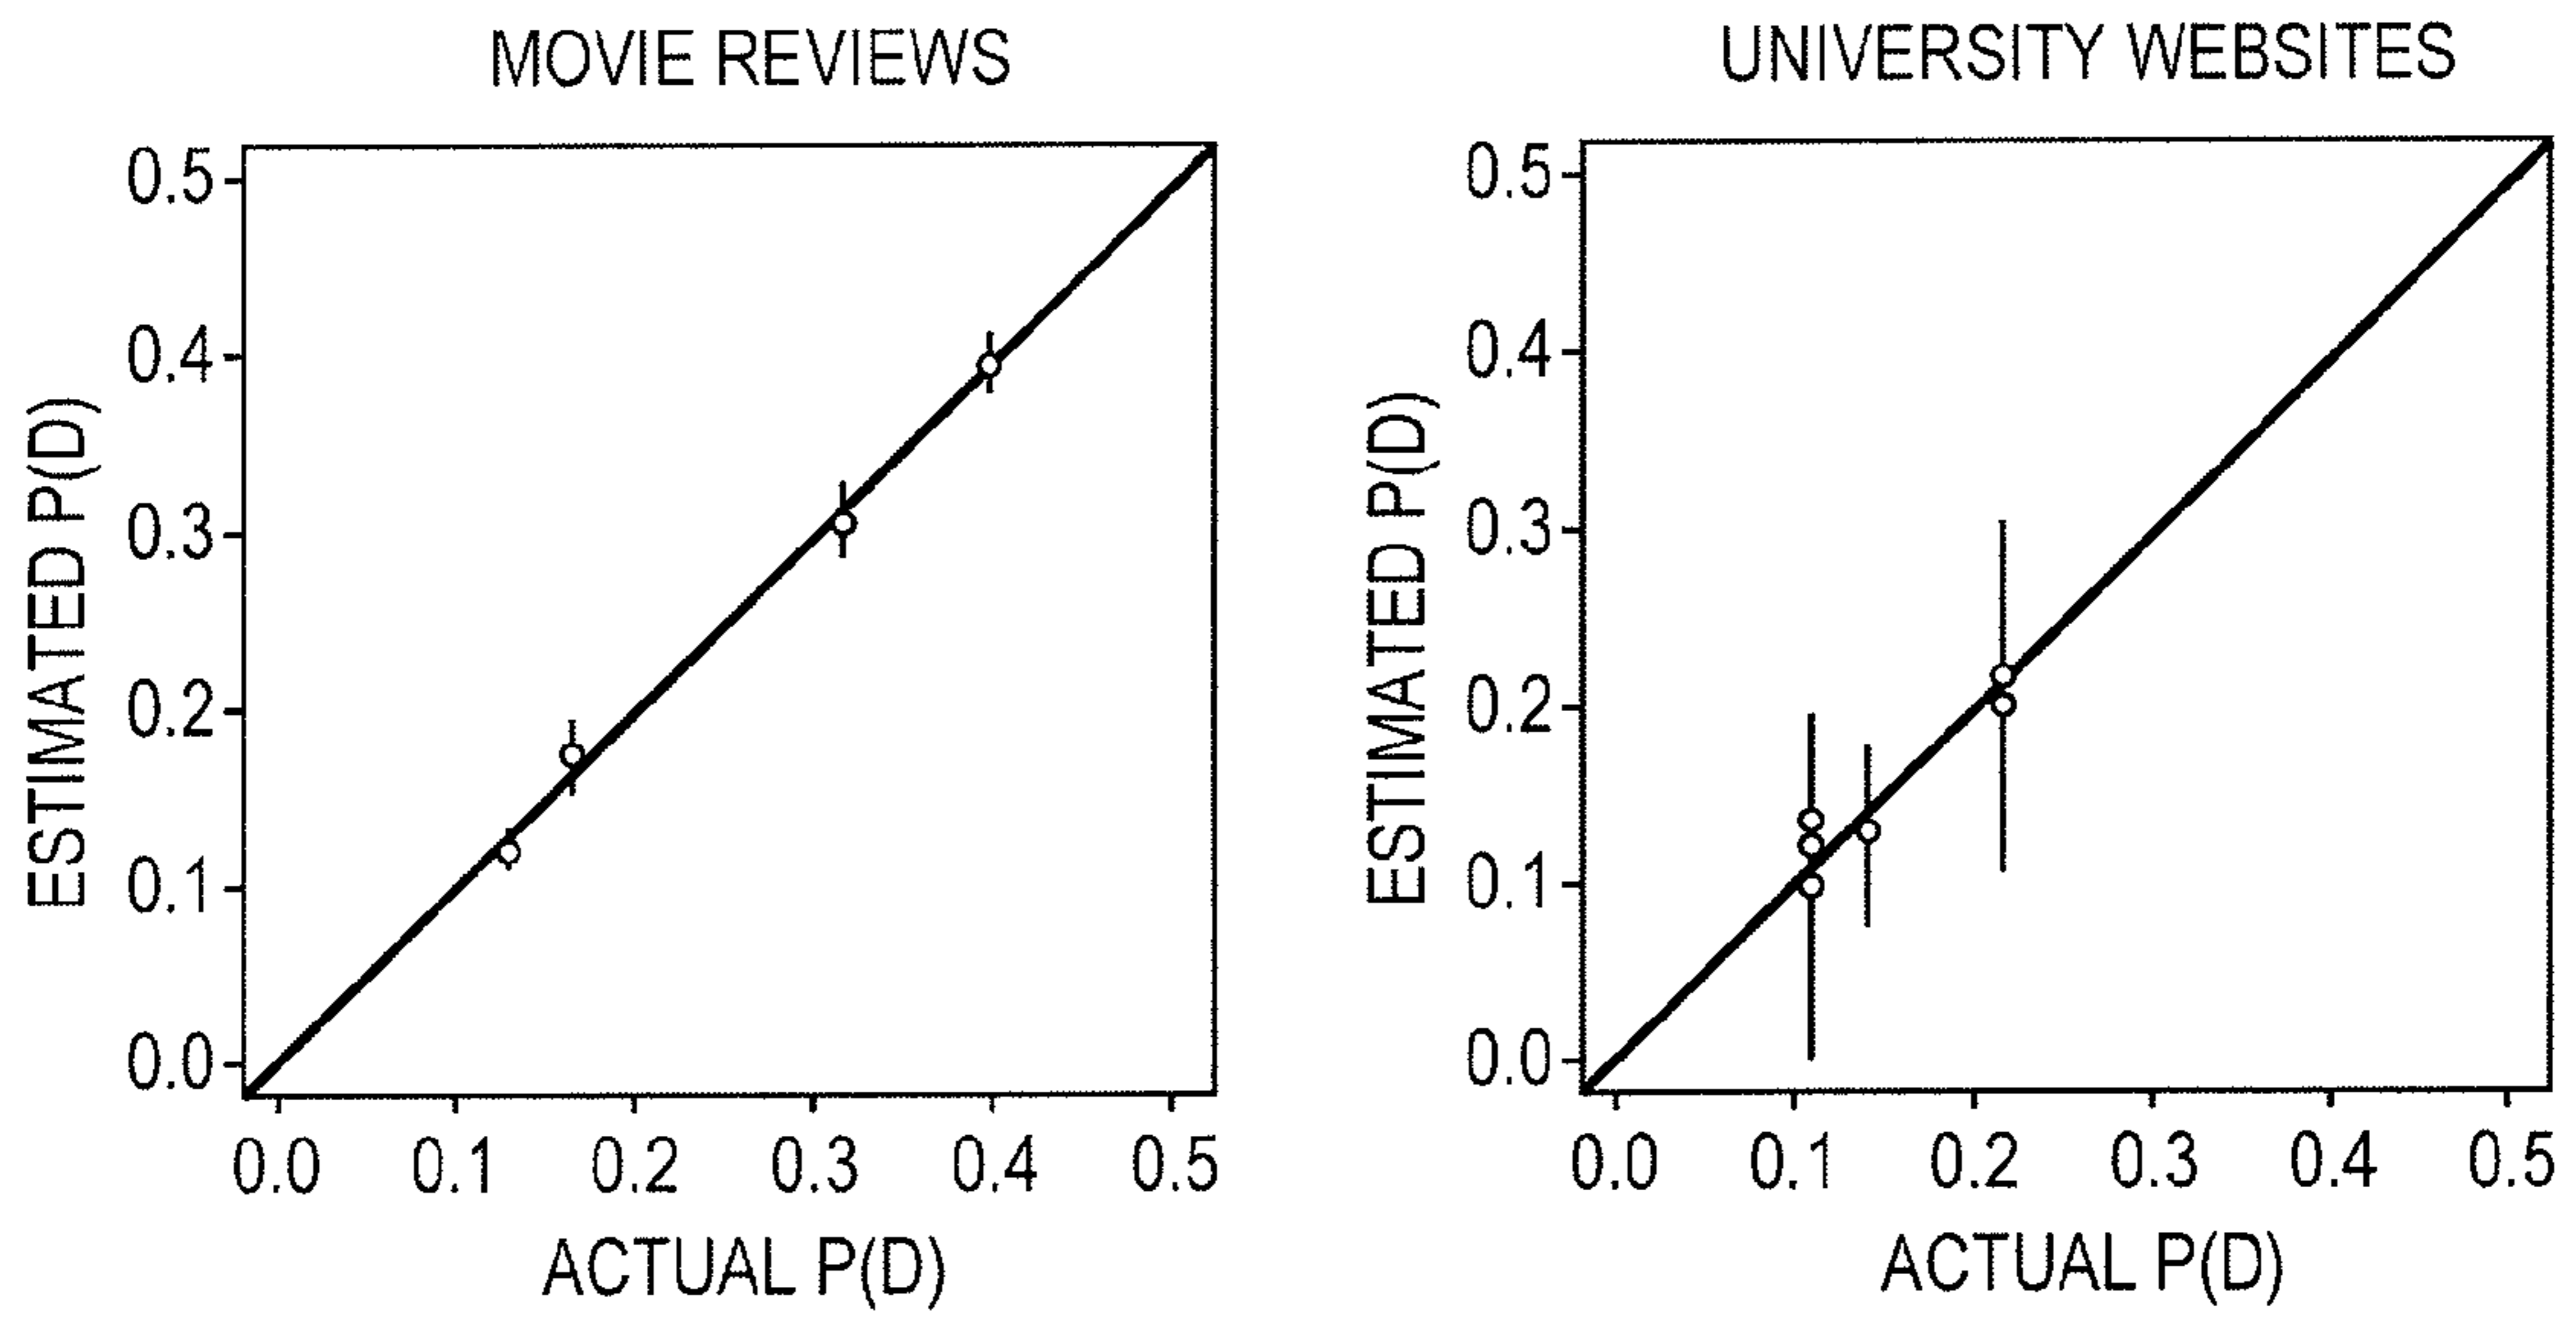 MOVIE REVIEWS
ESTIMATED P(D)
0.5
0.4
0.3
0.2
0.1
0.0
0.0 0.1 0.2 0.3 0.4 0.5
ACTUAL P(D)
UNIVERSITY WEBSITES
ESTIMATED P(D)
0.5
0.4
0.3
0.2
0.1
0.0
0.0 0.1 0.2 0.3 0.4 0.5
ACTUAL P(D)